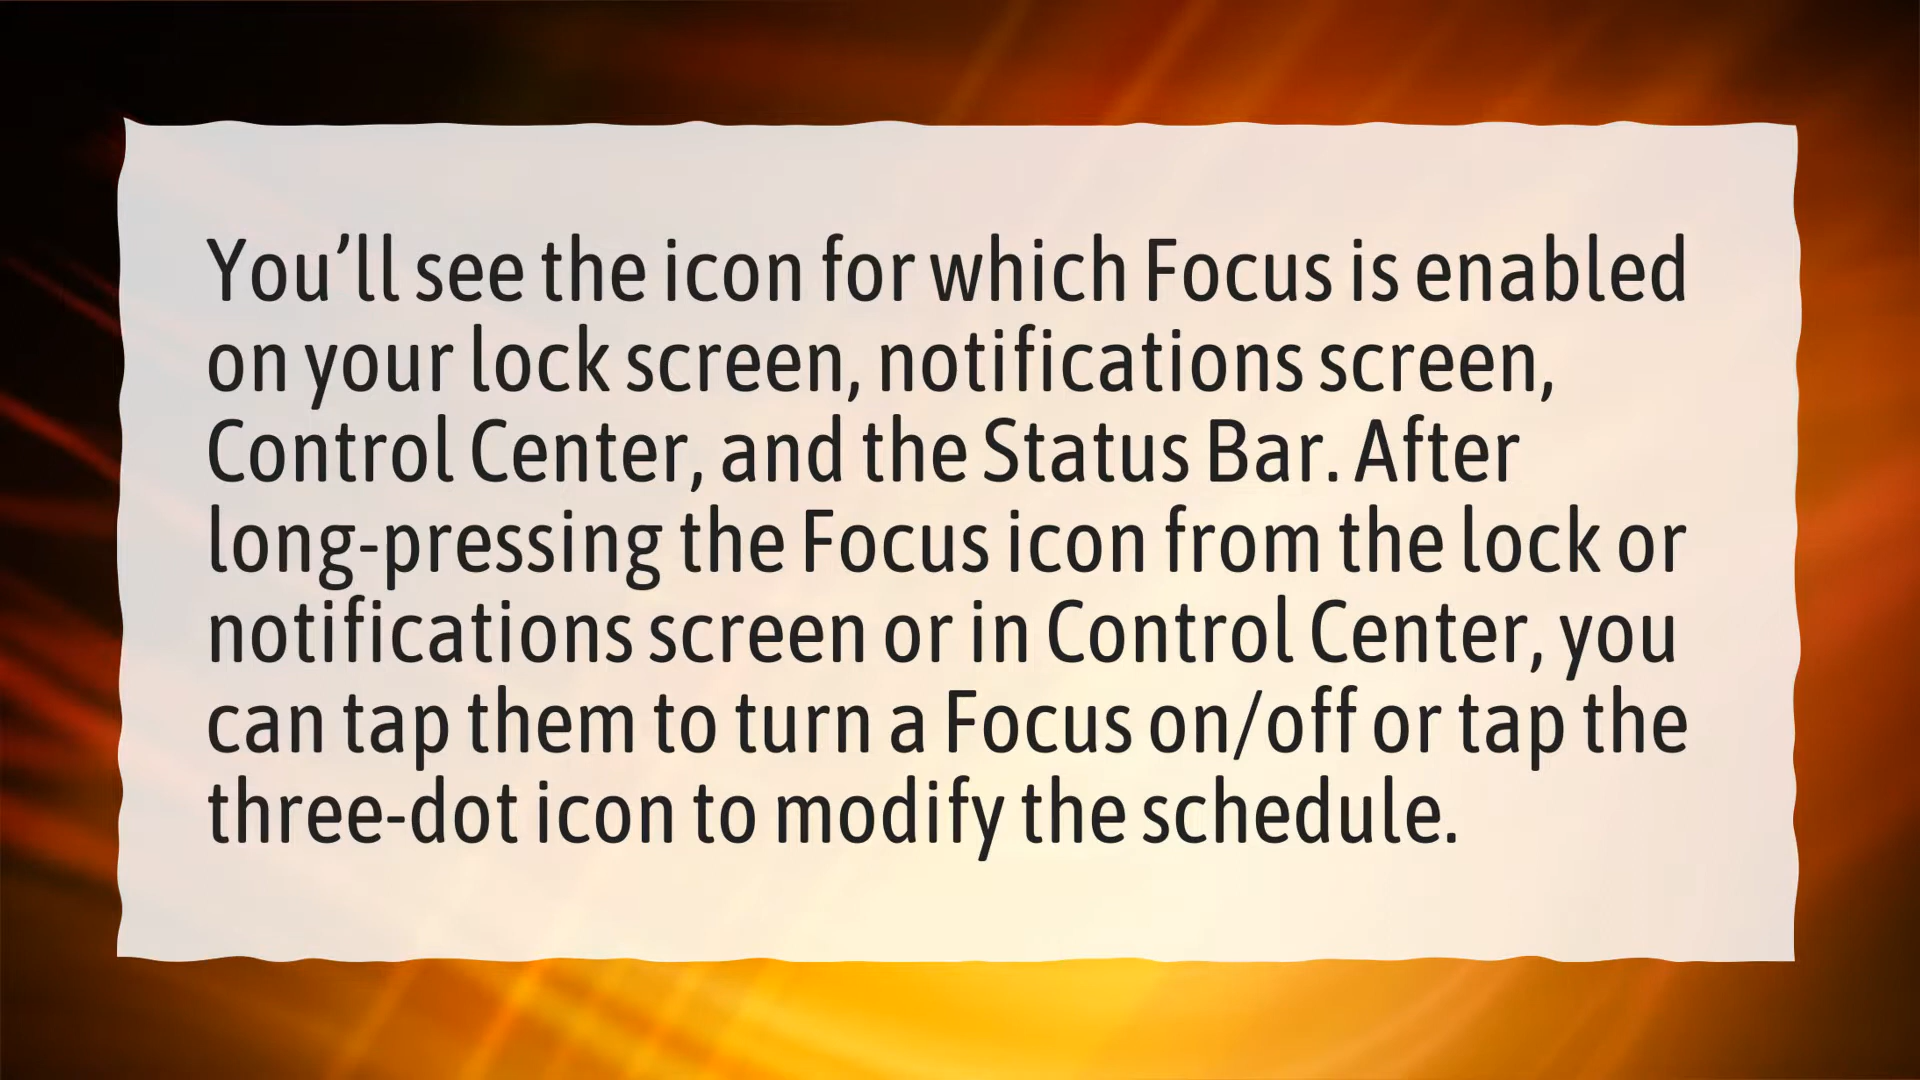 You’ll see the icon for which Focus is enabled
on your lock screen, notifications screen,
Control Center, and the Status Bar. After
long-pressing the Focus icon from the lock or
notifications screen or in Control Center, you
can tap them to turn a Focus on/off or tap the
three-dot icon to modify the schedule.